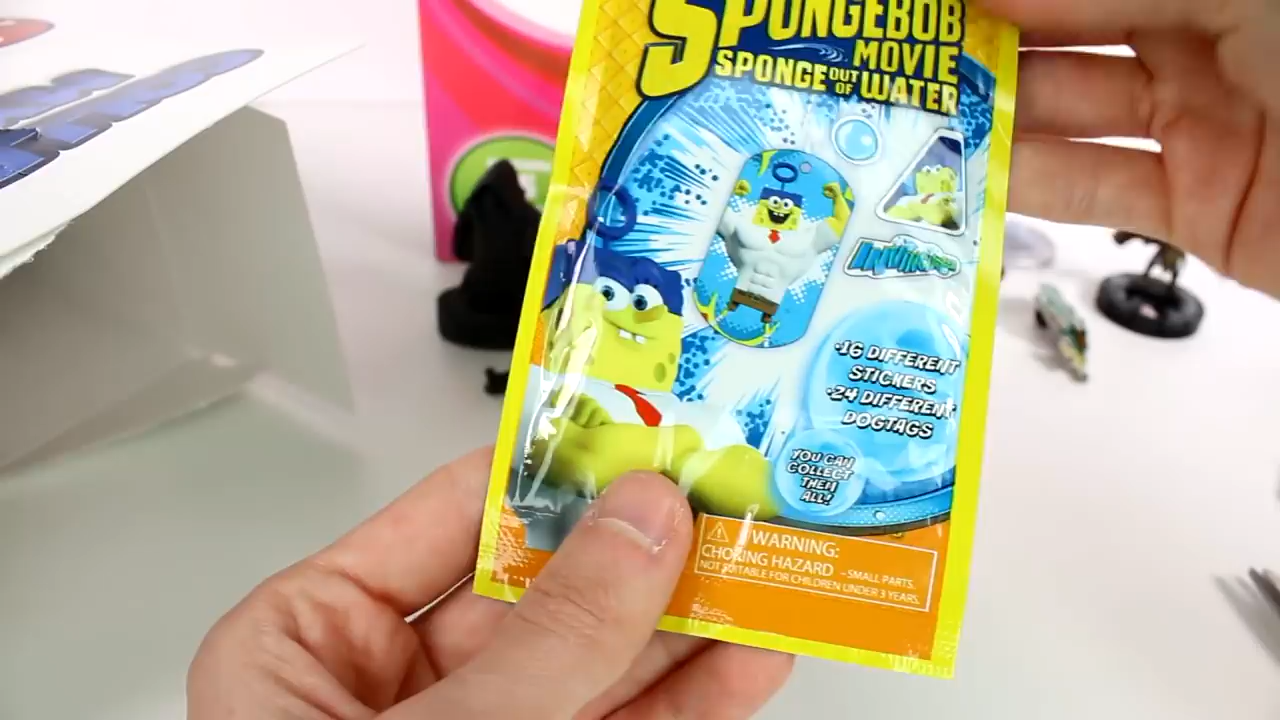 SPONGEBOB
MOVIE
SPONGE OUT OF WATER
•16 DIFFERENT
STICKERS
•24 DIFFERENT
DOGTAGS
YOU CAN
COLLECT
THEM
ALL!
WARNING:
CHOKING HAZARD -SMALL PARTS.
NOT SUITABLE FOR CHILDREN UNDER 3 YEARS.